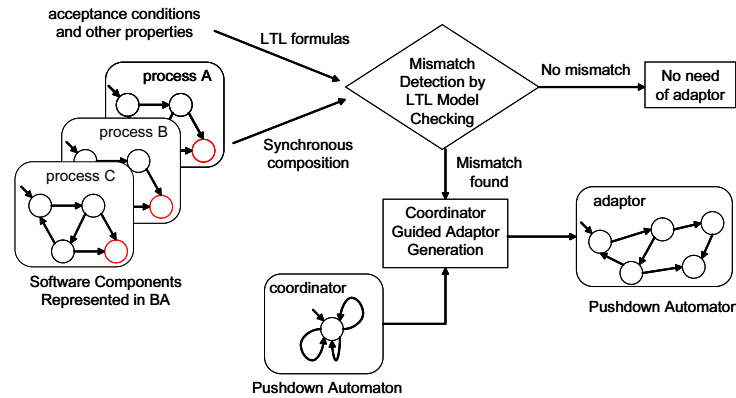 acceptance conditions
and other properties
LTL formulas
process A
process B
process C
Software Components
Represented in BA
Synchronous
composition
Mismatch
Detection by
LTL Model
Checking
No mismatch
No need
of adaptor
Mismatch
found
Coordinator
Guided Adaptor
Generation
adaptor
Pushdown Automaton
coordinator
Pushdown Automaton